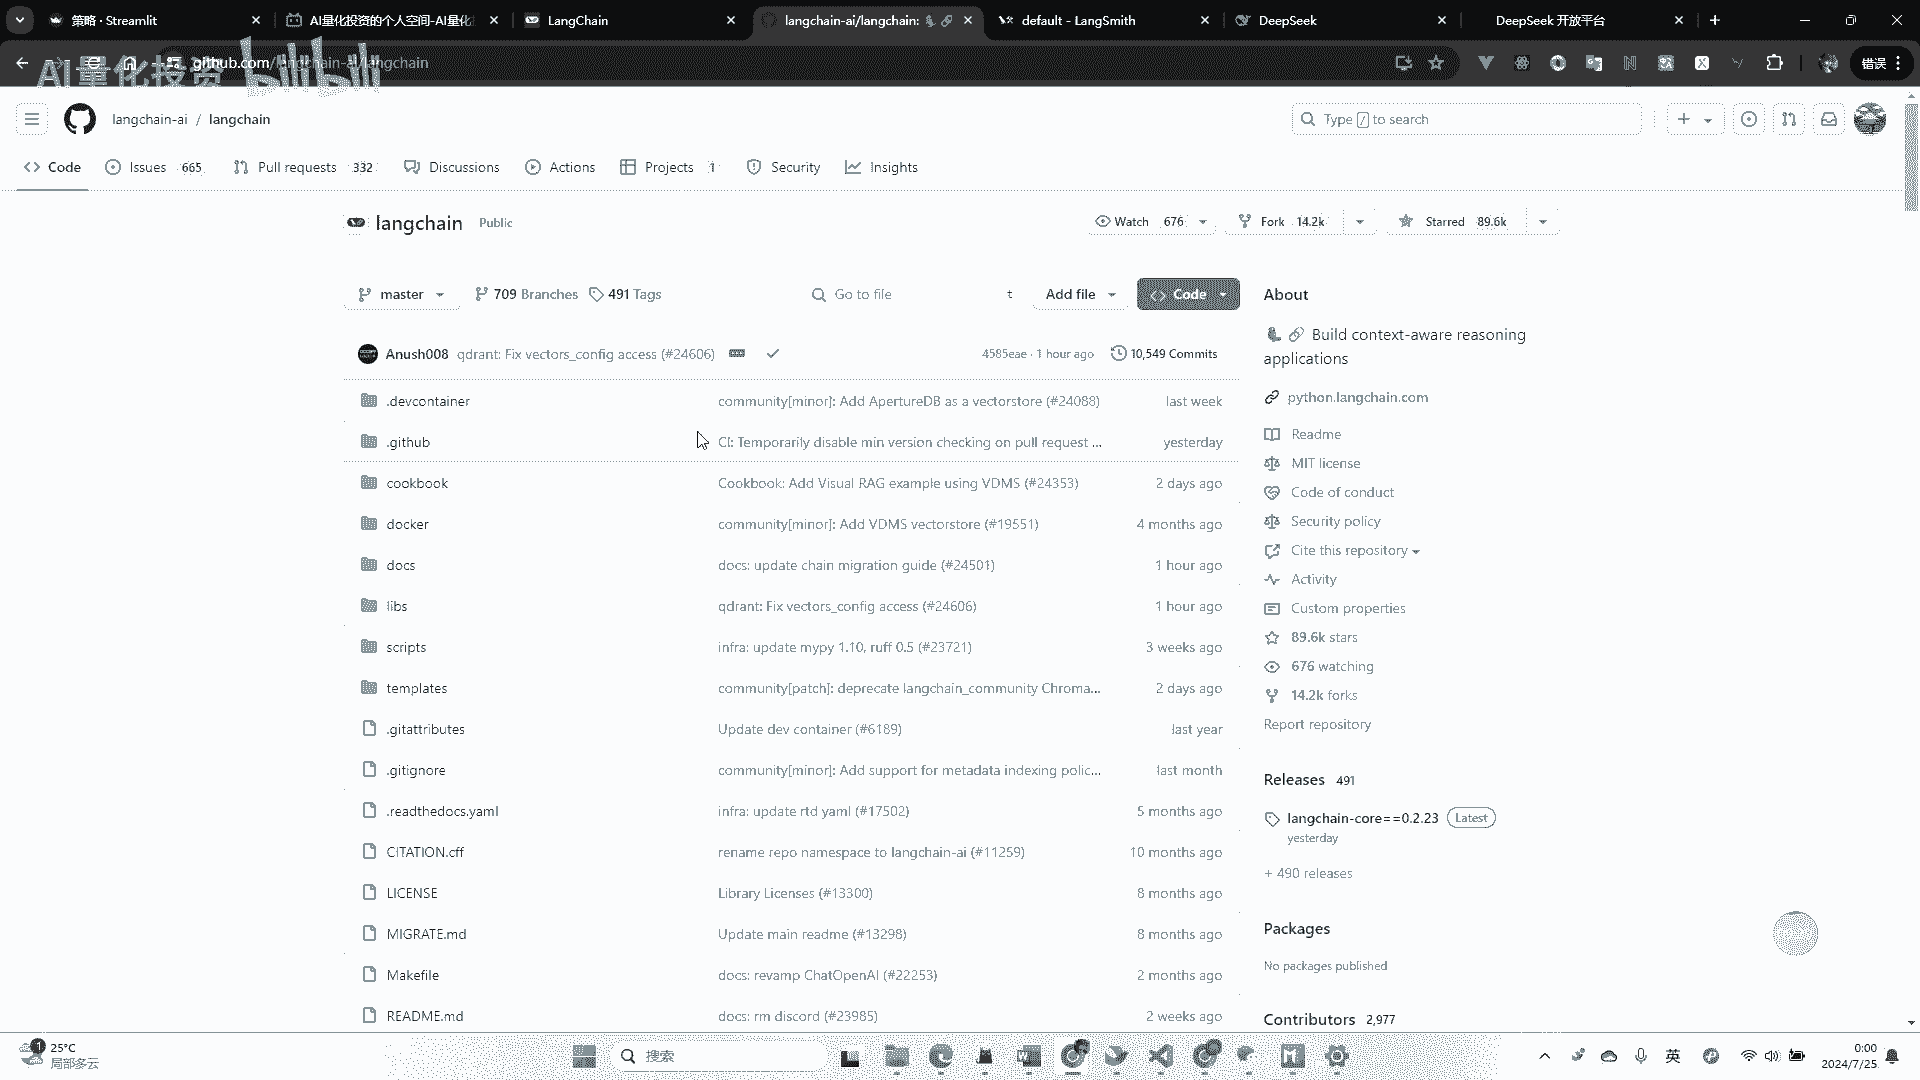 策略 · Streamlit
AI量化投资的个人空间-AI量化
LangChain
langchain-ai/langchain:
default - LangSmith
DeepSeek
DeepSeek 开放平台
AI量化投资 bilibili
github.com/langchain-ai/langchain
错误
langchain-ai / langchain
Type / to search
Code
Issues 665
Pull requests 332
Discussions
Actions
Projects 1
Security
Insights
langchain Public
Watch 676
Fork 14.2k
Starred 89.6k
master
709 Branches
491 Tags
Go to file
t
Add file
Code
Anush008 qdrant: Fix vectors_config access (#24606)
4585eae · 1 hour ago
10,549 Commits
.devcontainer community[minor]: Add ApertureDB as a vectorstore (#24088) last week
.github CI: Temporarily disable min version checking on pull request ... yesterday
cookbook Cookbook: Add Visual RAG example using VDMS (#24353) 2 days ago
docker community[minor]: Add VDMS vectorstore (#19551) 4 months ago
docs docs: update chain migration guide (#24501) 1 hour ago
libs qdrant: Fix vectors_config access (#24606) 1 hour ago
scripts infra: update mypy 1.10, ruff 0.5 (#23721) 3 weeks ago
templates community[patch]: deprecate langchain_community Chroma... 2 days ago
.gitattributes Update dev container (#6189) last year
.gitignore community[minor]: Add support for metadata indexing polic... last month
.readthedocs.yaml infra: update rtd yaml (#17502) 5 months ago
CITATION.cff rename repo namespace to langchain-ai (#11259) 10 months ago
LICENSE Library Licenses (#13300) 8 months ago
MIGRATE.md Update main readme (#13298) 8 months ago
Makefile docs: revamp ChatOpenAI (#22253) 2 months ago
README.md docs: rm discord (#23985) 2 weeks ago
About
Build context-aware reasoning
applications
python.langchain.com
Readme
MIT license
Code of conduct
Security policy
Cite this repository
Activity
Custom properties
89.6k stars
676 watching
14.2k forks
Report repository
Releases 491
langchain-core==0.2.23 Latest
yesterday
+ 490 releases
Packages
No packages published
Contributors 2,977
1
25°C
局部多云
搜索
英
0:00
2024/7/25